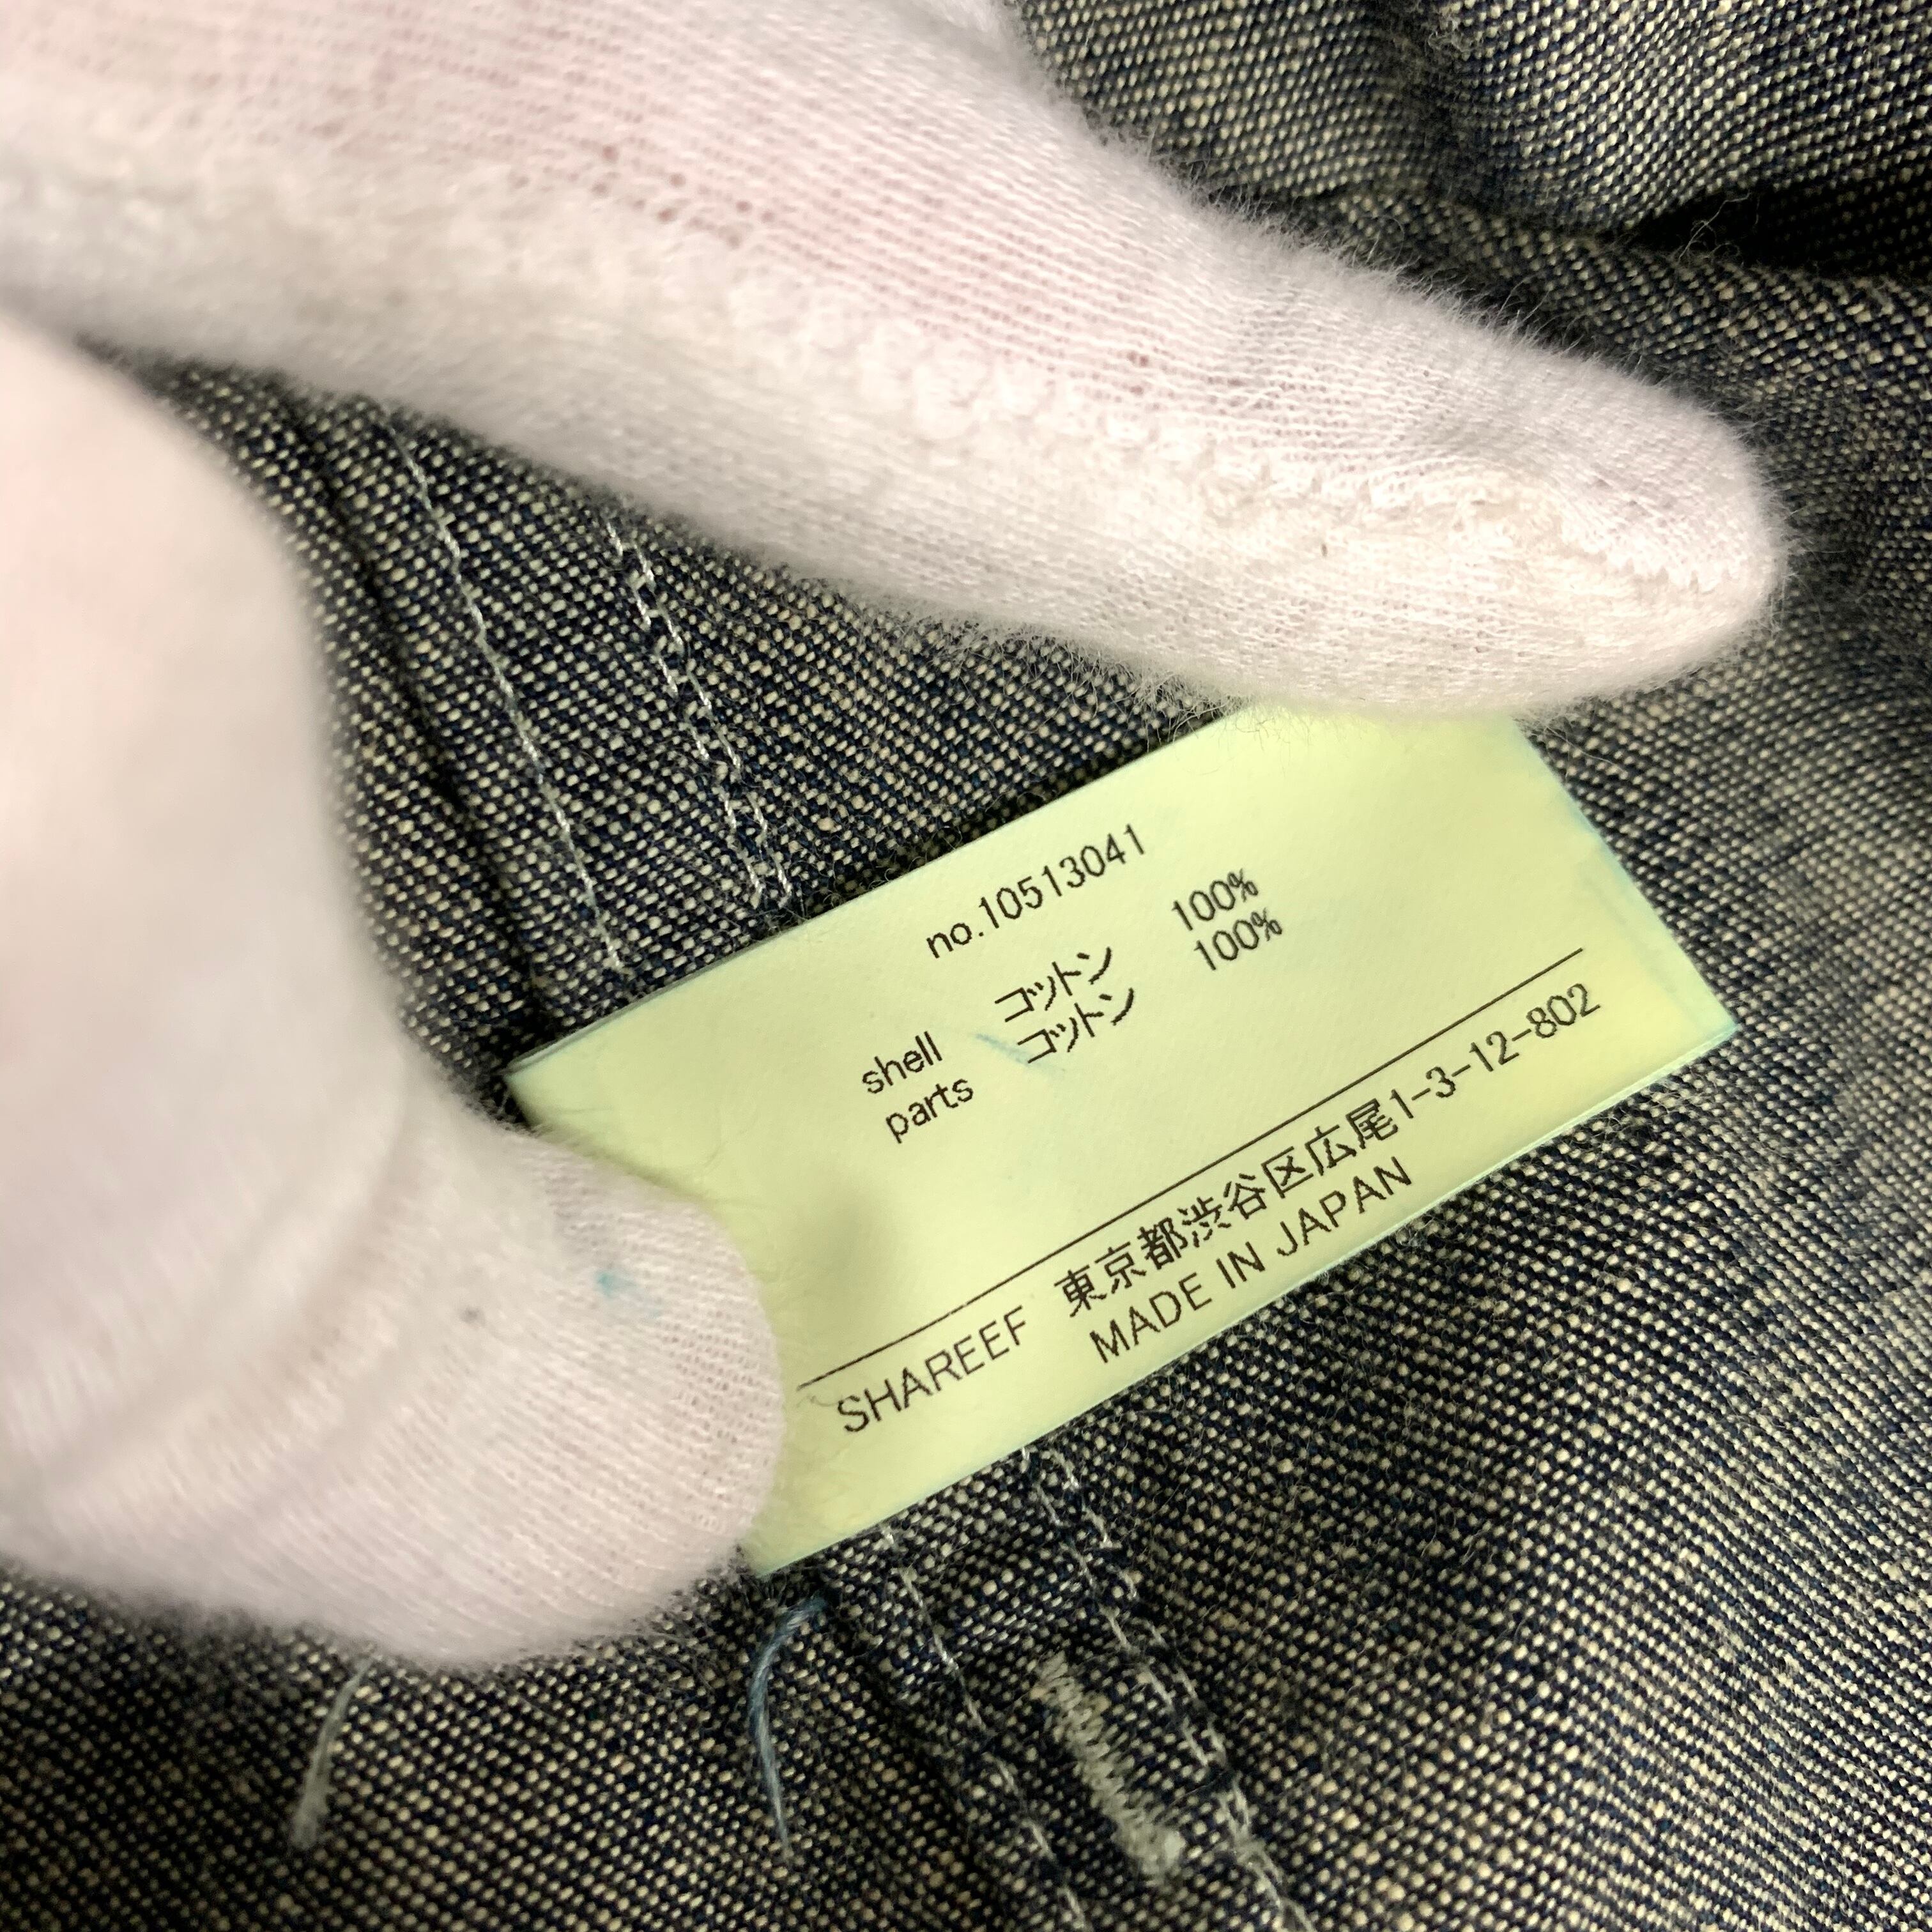 no.10513041
shell コットン 100%
parts コットン 100%
SHAREEF 東京都渋谷区広尾1-3-12-802
MADE IN JAPAN